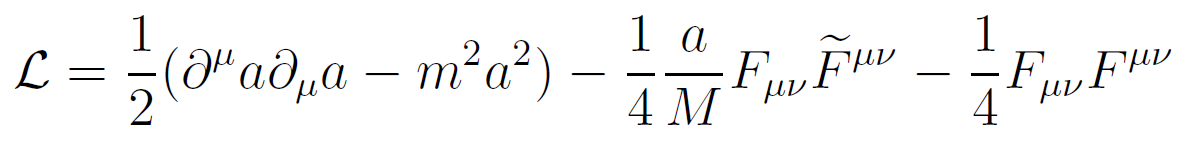 $\mathcal{L} = \frac{1}{2}(\partial^{\mu} a \partial_{\mu} a - m^2 a^2) - \frac{1}{4}\frac{a}{M} F_{\mu\nu} \widetilde{F}^{\mu\nu} - \frac{1}{4} F_{\mu\nu} F^{\mu\nu}$